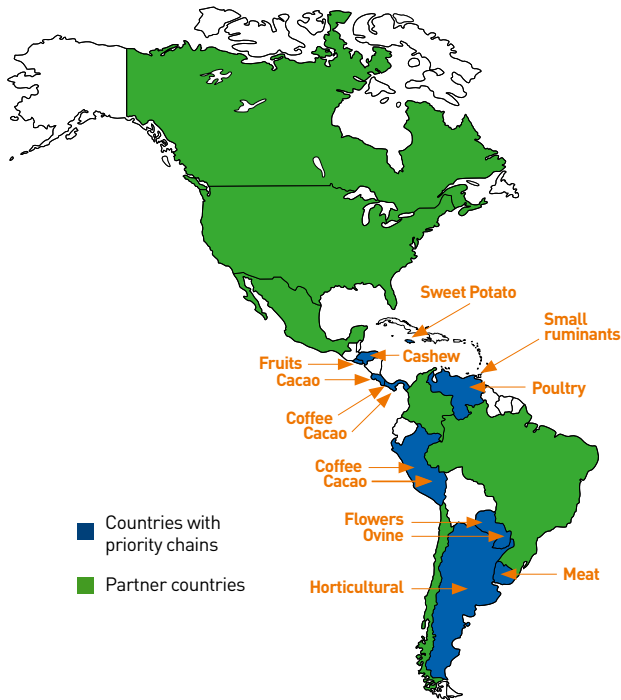 Sweet Potato
Small
ruminants
Cashew
Fruits
Cacao
Poultry
Coffee
Cacao
Coffee
Cacao
Flowers
Ovine
Meat
Horticultural
Countries with
priority chains
Partner countries